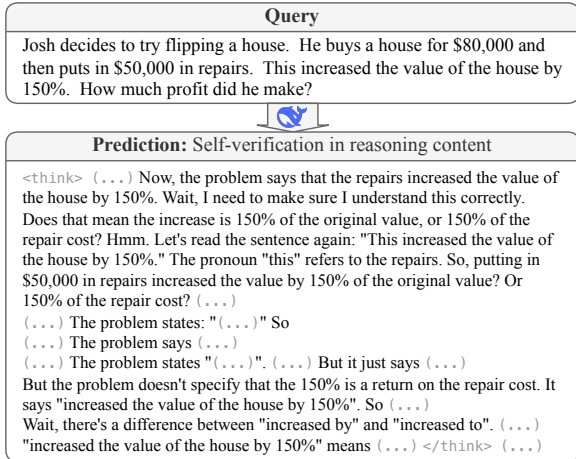 Query
Josh decides to try flipping a house. He buys a house for $80,000 and
then puts in $50,000 in repairs. This increased the value of the house by
150%. How much profit did he make?
Prediction: Self-verification in reasoning content
<think> (...) Now, the problem says that the repairs increased the value of
the house by 150%. Wait, I need to make sure I understand this correctly.
Does that mean the increase is 150% of the original value, or 150% of the
repair cost? Hmm. Let's read the sentence again: "This increased the value of
the house by 150%." The pronoun "this" refers to the repairs. So, putting in
$50,000 in repairs increased the value by 150% of the original value? Or
150% of the repair cost? (...)
(...) The problem states: "(...)" So
(...) The problem says (...)
(...) The problem states "(...)". (...) But it just says (...)
But the problem doesn't specify that the 150% is a return on the repair cost. It
says "increased the value of the house by 150%". So (...)
Wait, there's a difference between "increased by" and "increased to". (...)
"increased the value of the house by 150%" means (...) </think> (...)